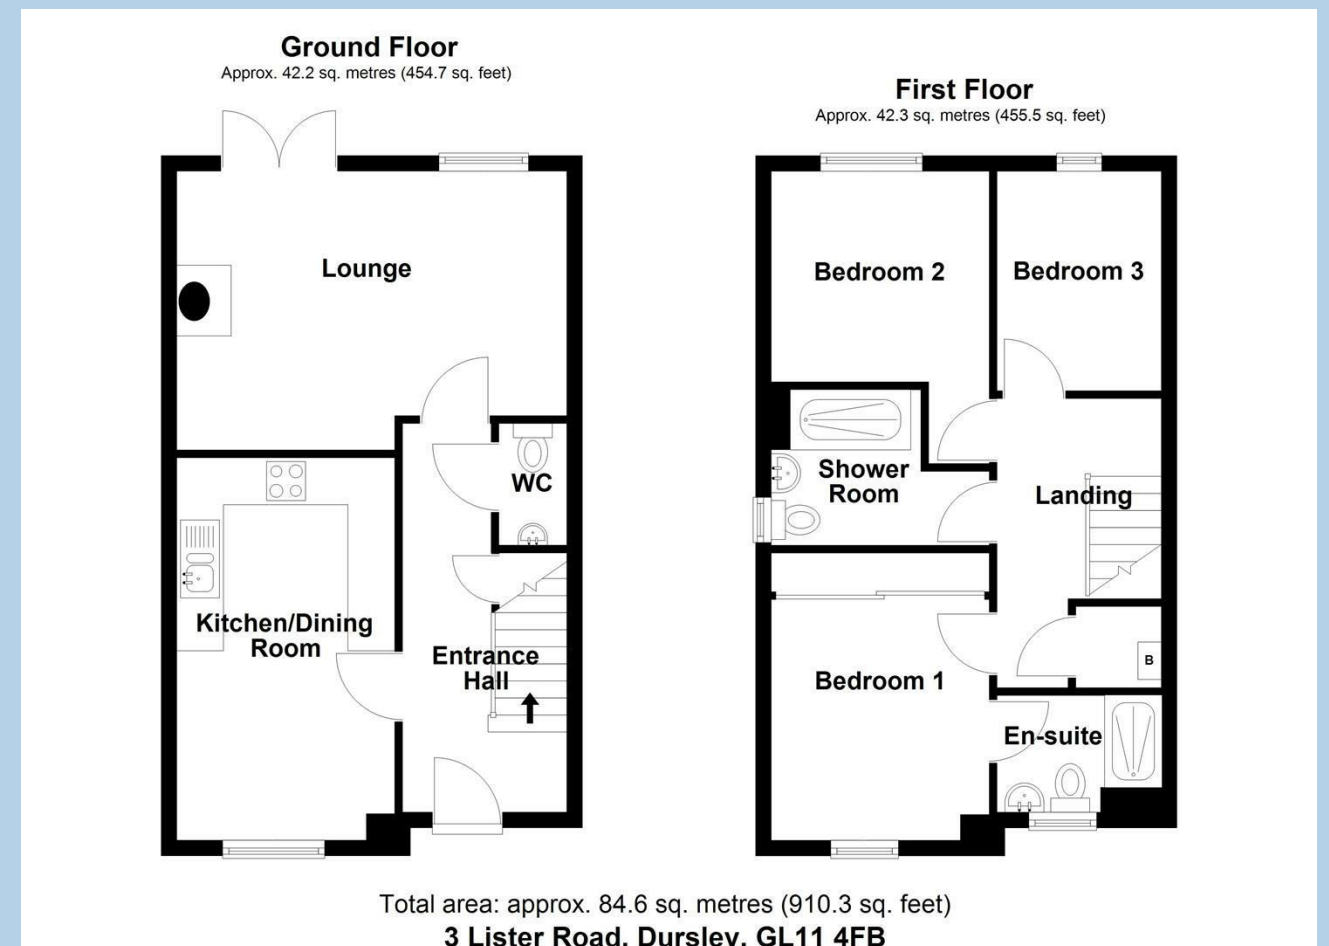 Ground Floor
Approx. 42.2 sq. metres (454.7 sq. feet)
Lounge
WC
Kitchen/Dining
Room
Entrance
Hall
First Floor
Approx. 42.3 sq. metres (455.5 sq. feet)
Bedroom 2
Bedroom 3
Shower
Room
Landing
Bedroom 1
B
En-suite
Total area: approx. 84.6 sq. metres (910.3 sq. feet)
3 Lister Road, Dursley, GL11 4FB